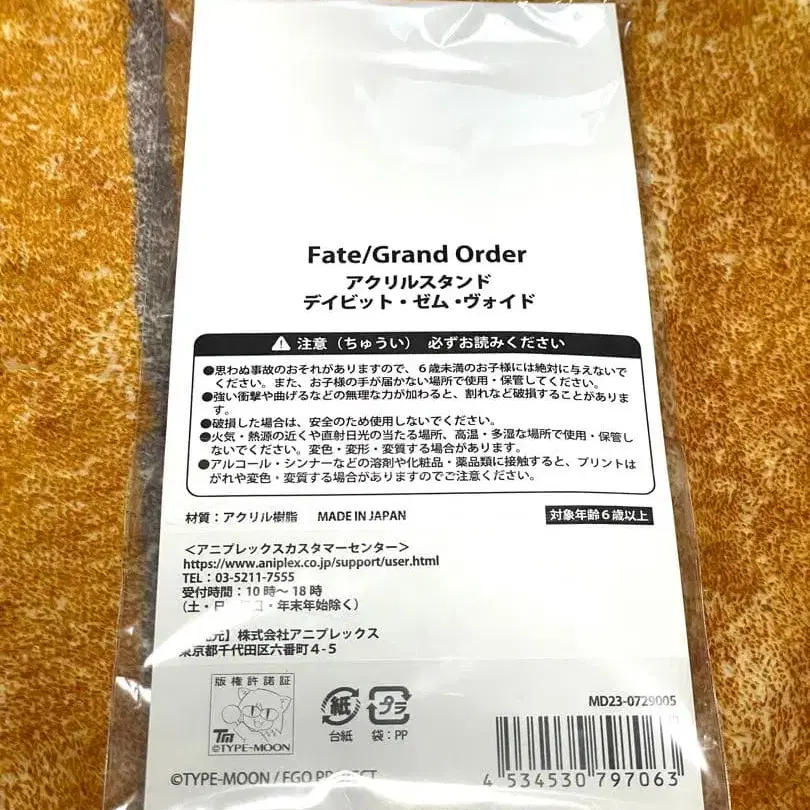 Fate/Grand Order
アクリルスタンド
デイビット・ゼム・ヴォイド
注意（ちゅうい） 必ずお読みください
●思わぬ事故のおそれがありますので、６歳未満のお子様には絶対に与えないで
ください。また、お子様の手が届かない場所で使用・保管してください。
●強い衝撃や曲げるなどの無理な力が加わると、割れなど破損することがありま
す。
●破損した場合は、安全のため使用しないでください。
●火気・熱源の近くや直射日光の当たる場所、高温・多湿な場所で使用・保管し
ないでください。変色・変形・変質する場合があります。
●アルコール・シンナーなどの溶剤や化粧品・薬品類に接触すると、プリントは
がれや変色・変質する場合がありますのでご注意ください。
材質：アクリル樹脂 MADE IN JAPAN
対象年齢６歳以上
＜アニプレックスカスタマーセンター＞
https://www.aniplex.co.jp/support/user.html
TEL：03-5211-7555
受付時間：10時～18時
（土・日・日・年末年始除く）
元】株式会社アニプレックス
東京都千代田区六番町4-5
版権許諾証
TM
©TYPE-MOON
紙
台紙
プラ
袋：PP
MD23-0729005
©TYPE-MOON / FGO PROJECT
4 534530 797063